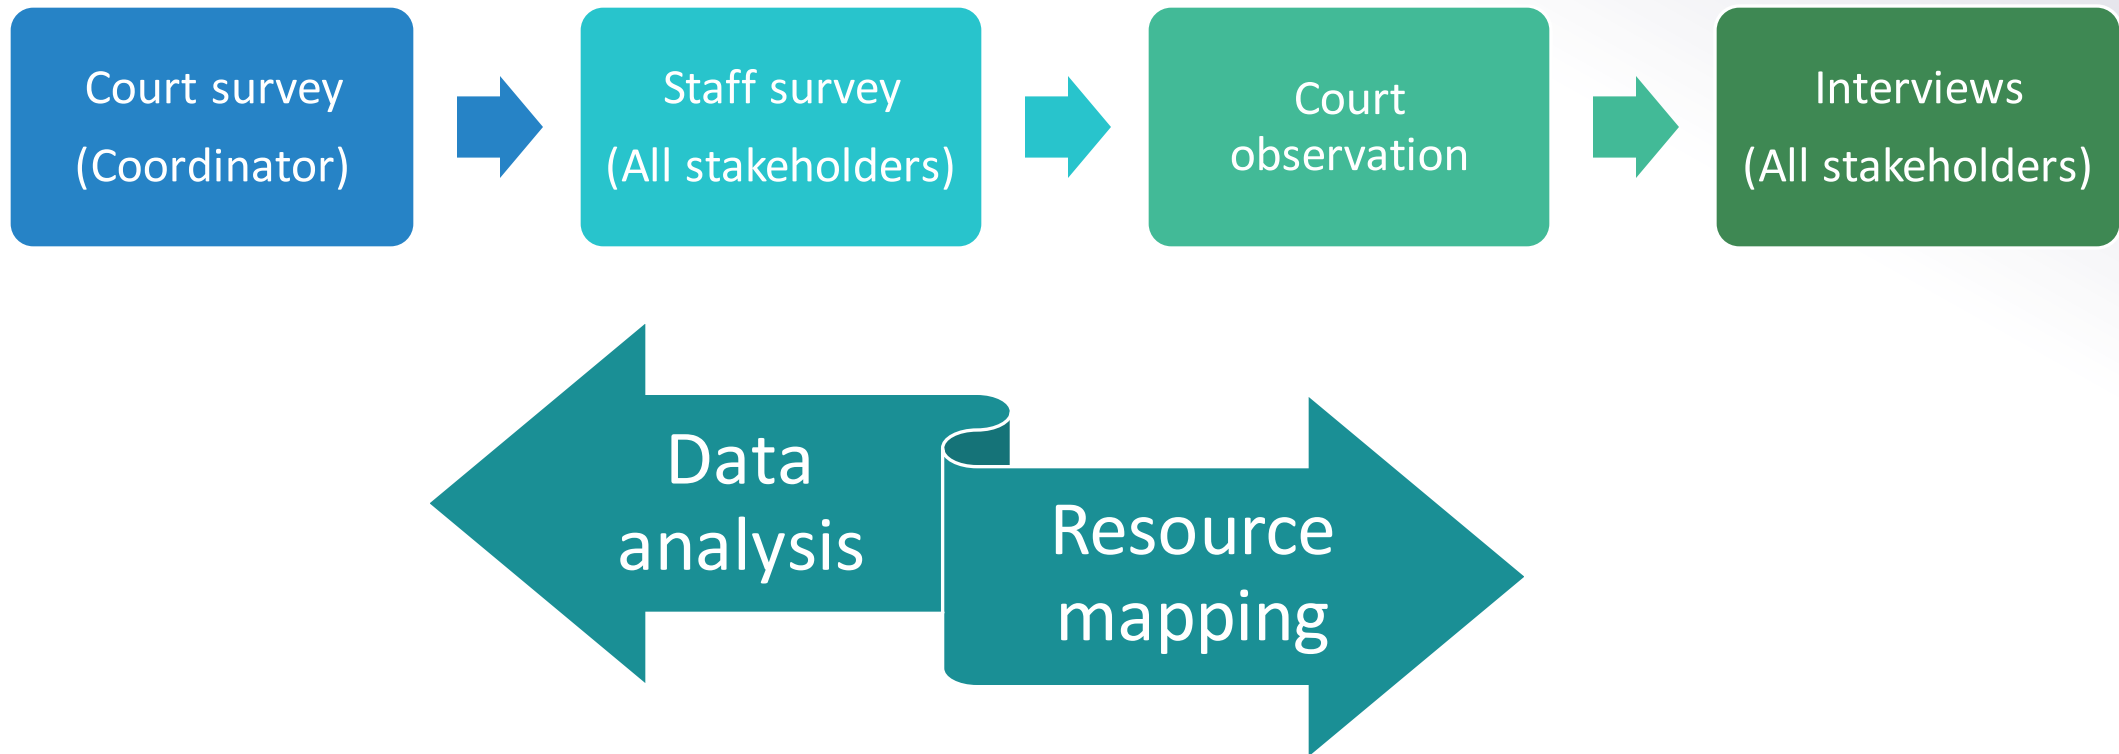 Court survey
(Coordinator)
Staff survey
(All stakeholders)
Court
observation
Interviews
(All stakeholders)
Data
analysis
Resource
mapping